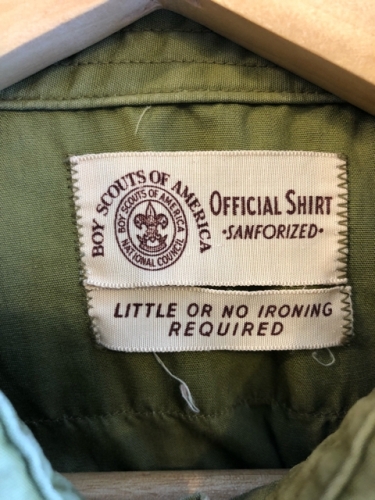 BOY SCOUTS OF AMERICA
BOY SCOUTS OF AMERICA
NATIONAL COUNCIL
OFFICIAL SHIRT
·SANFORIZED·
LITTLE OR NO IRONING
REQUIRED